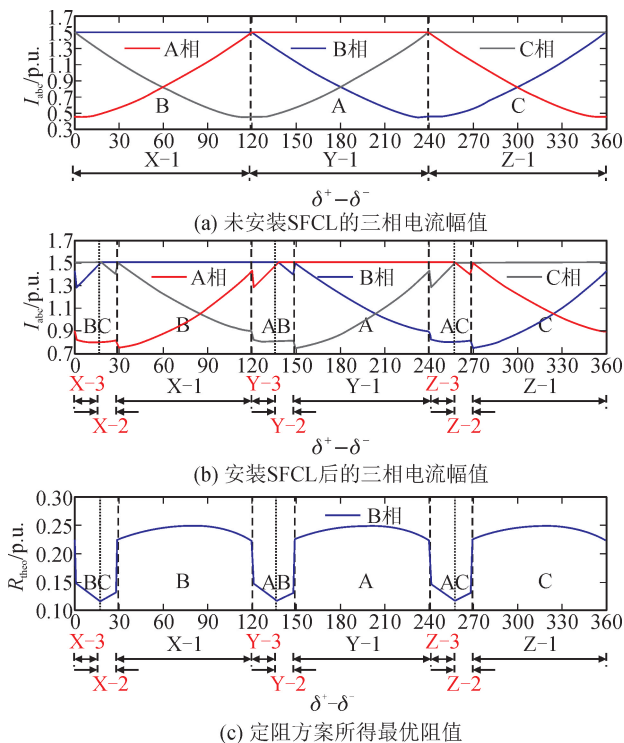 I_abc/p.u.
1.7
1.5
1.3
1.1
0.9
0.7
0.5
0.3
A相 B相 C相
B A C
0 30 60 90 120 150 180 210 240 270 300 330 360
X-1 Y-1 Z-1
δ⁺-δ⁻
(a) 未安装SFCL的三相电流幅值
I_abc/p.u.
1.7
1.5
1.3
1.1
0.9
0.7
A相 B相 C相
BC B AB A AC C
0 30 60 90 120 150 180 210 240 270 300 330 360
X-3 X-1 Y-3 Y-1 Z-3 Z-1
X-2 Y-2 Z-2
δ⁺-δ⁻
(b) 安装SFCL后的三相电流幅值
R_theo/p.u.
0.30
0.25
0.20
0.15
0.10
B相
BC B AB A AC C
0 30 60 90 120 150 180 210 240 270 300 330 360
X-3 X-1 Y-3 Y-1 Z-3 Z-1
X-2 Y-2 Z-2
δ⁺-δ⁻
(c) 定阻方案所得最优阻值